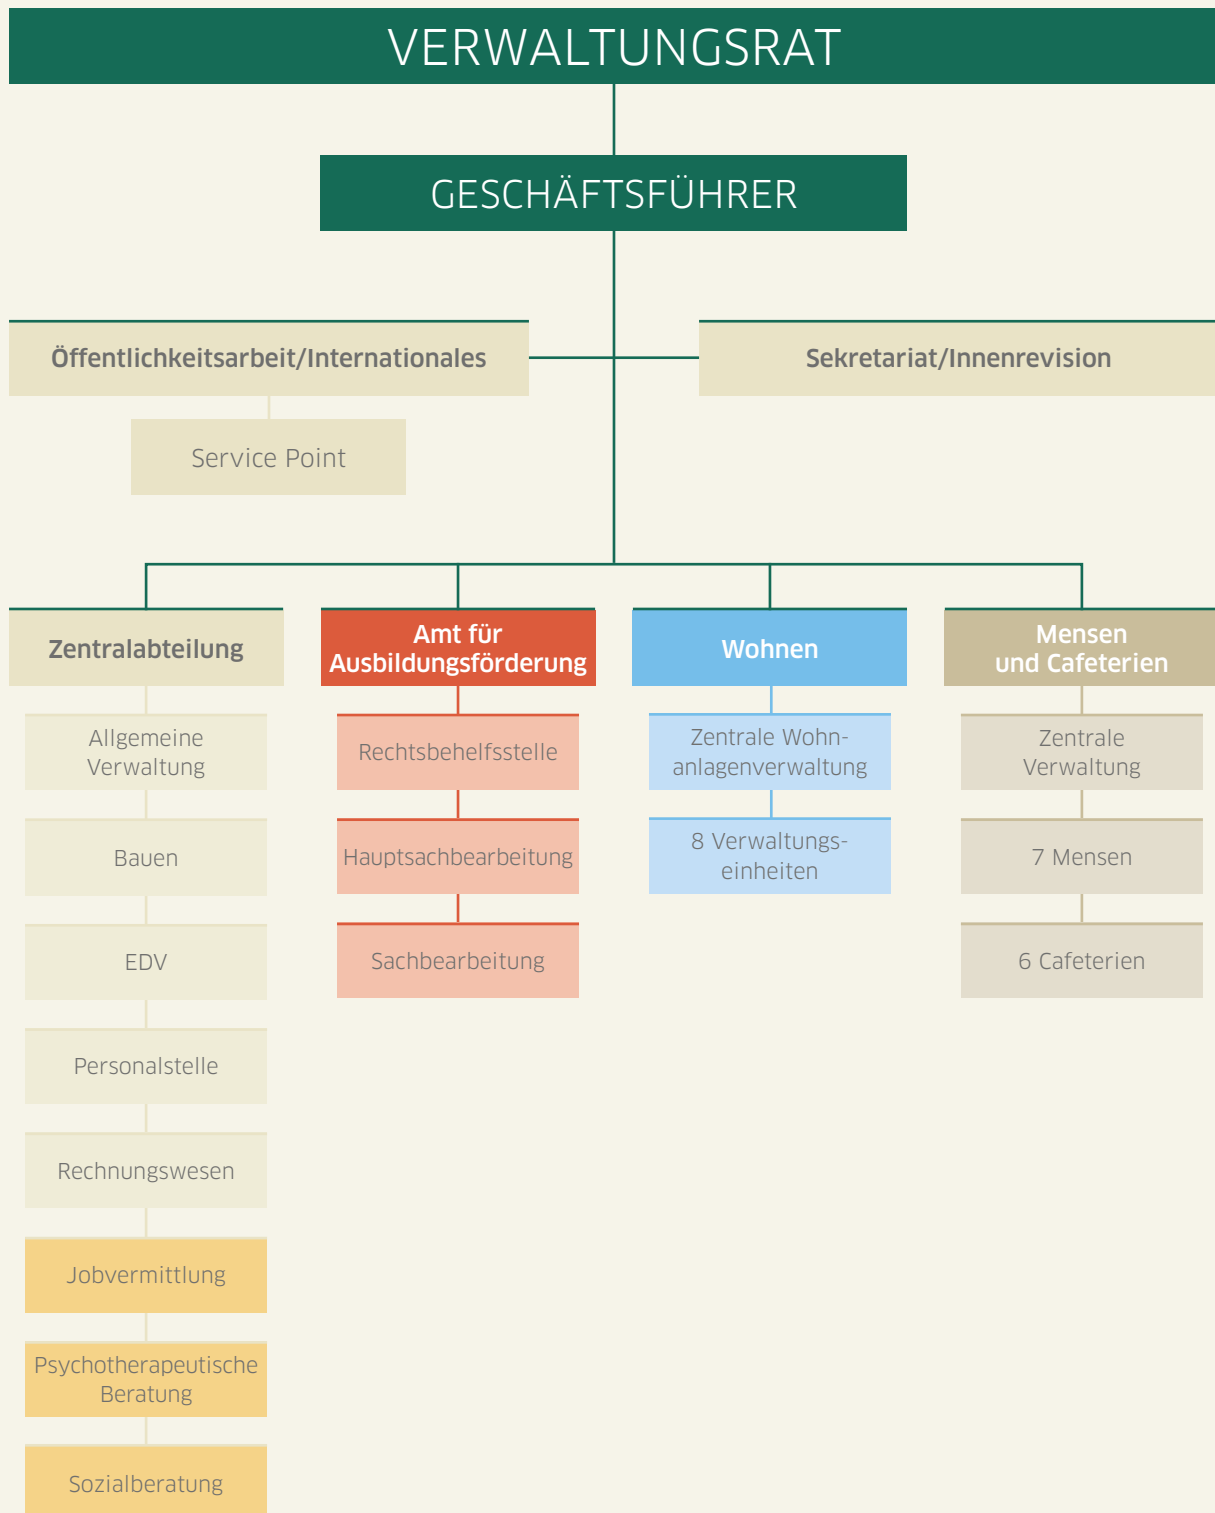 VERWALTUNGSRAT
GESCHÄFTSFÜHRER
Öffentlichkeitsarbeit/Internationales
Sekretariat/Innenrevision
Service Point
Zentralabteilung
Allgemeine
Verwaltung
Bauen
EDV
Personalstelle
Rechnungswesen
Jobvermittlung
Psychotherapeutische
Beratung
Sozialberatung
Amt für
Ausbildungsförderung
Rechtsbehelfsstelle
Hauptsachbearbeitung
Sachbearbeitung
Wohnen
Zentrale Wohn-
anlagenverwaltung
8 Verwaltungs-
einheiten
Mensen
und Cafeterien
Zentrale
Verwaltung
7 Mensen
6 Cafeterien